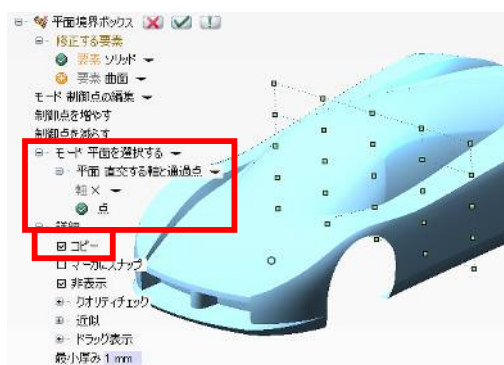 平面境界ボックス
修正する要素
要素 ソリッド
要素 曲面
モード 制御点の編集
制御点を増やす
制御点を減らす
モード 平面を選択する
平面 直交する軸と通過点
軸 X
点
詳細
コピー
マーカにスナップ
非表示
クオリティチェック
近似
ドラッグ表示
最小厚み 1 mm